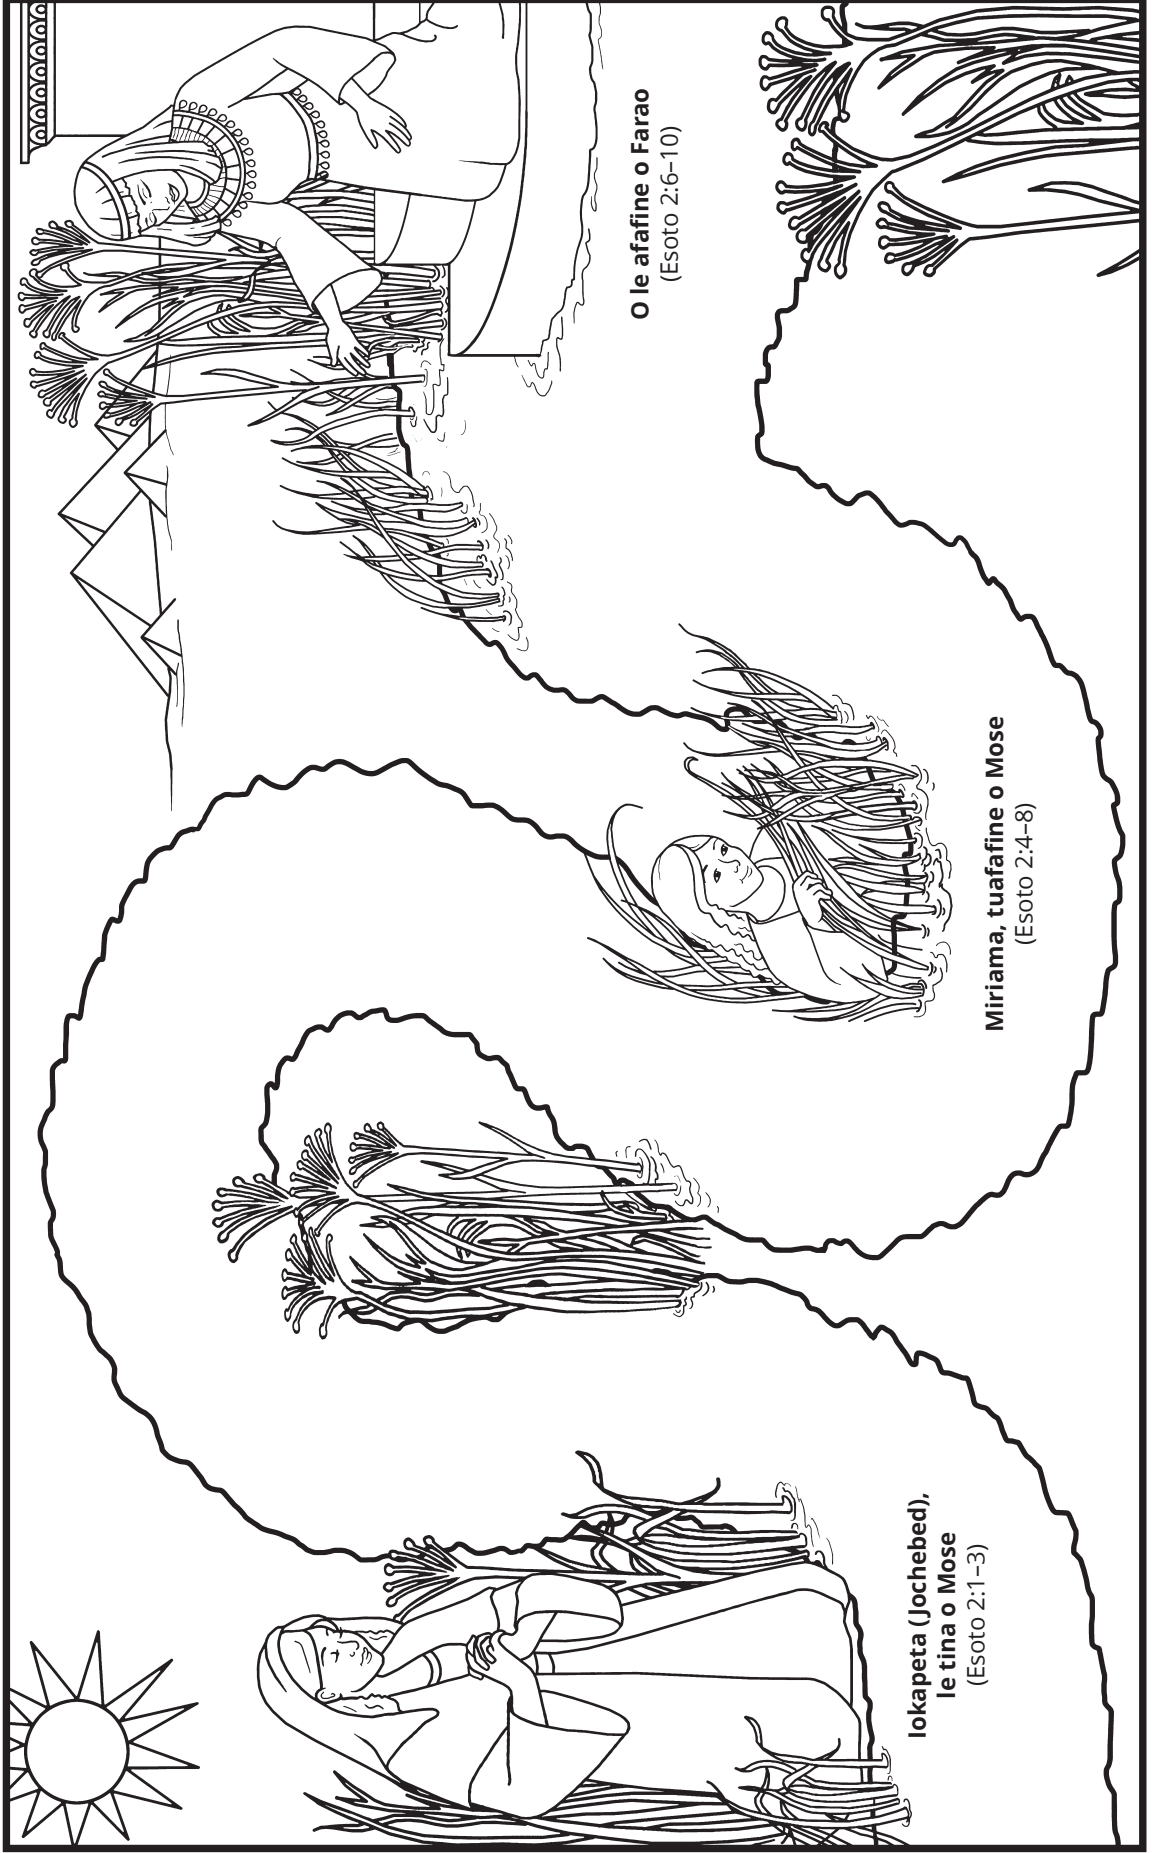 Iokapeta (Jochebed),
le tina o Mose
(Esoto 2:1–3)
Miriama, tuafafine o Mose
(Esoto 2:4–8)
O le afafine o Farao
(Esoto 2:6–10)